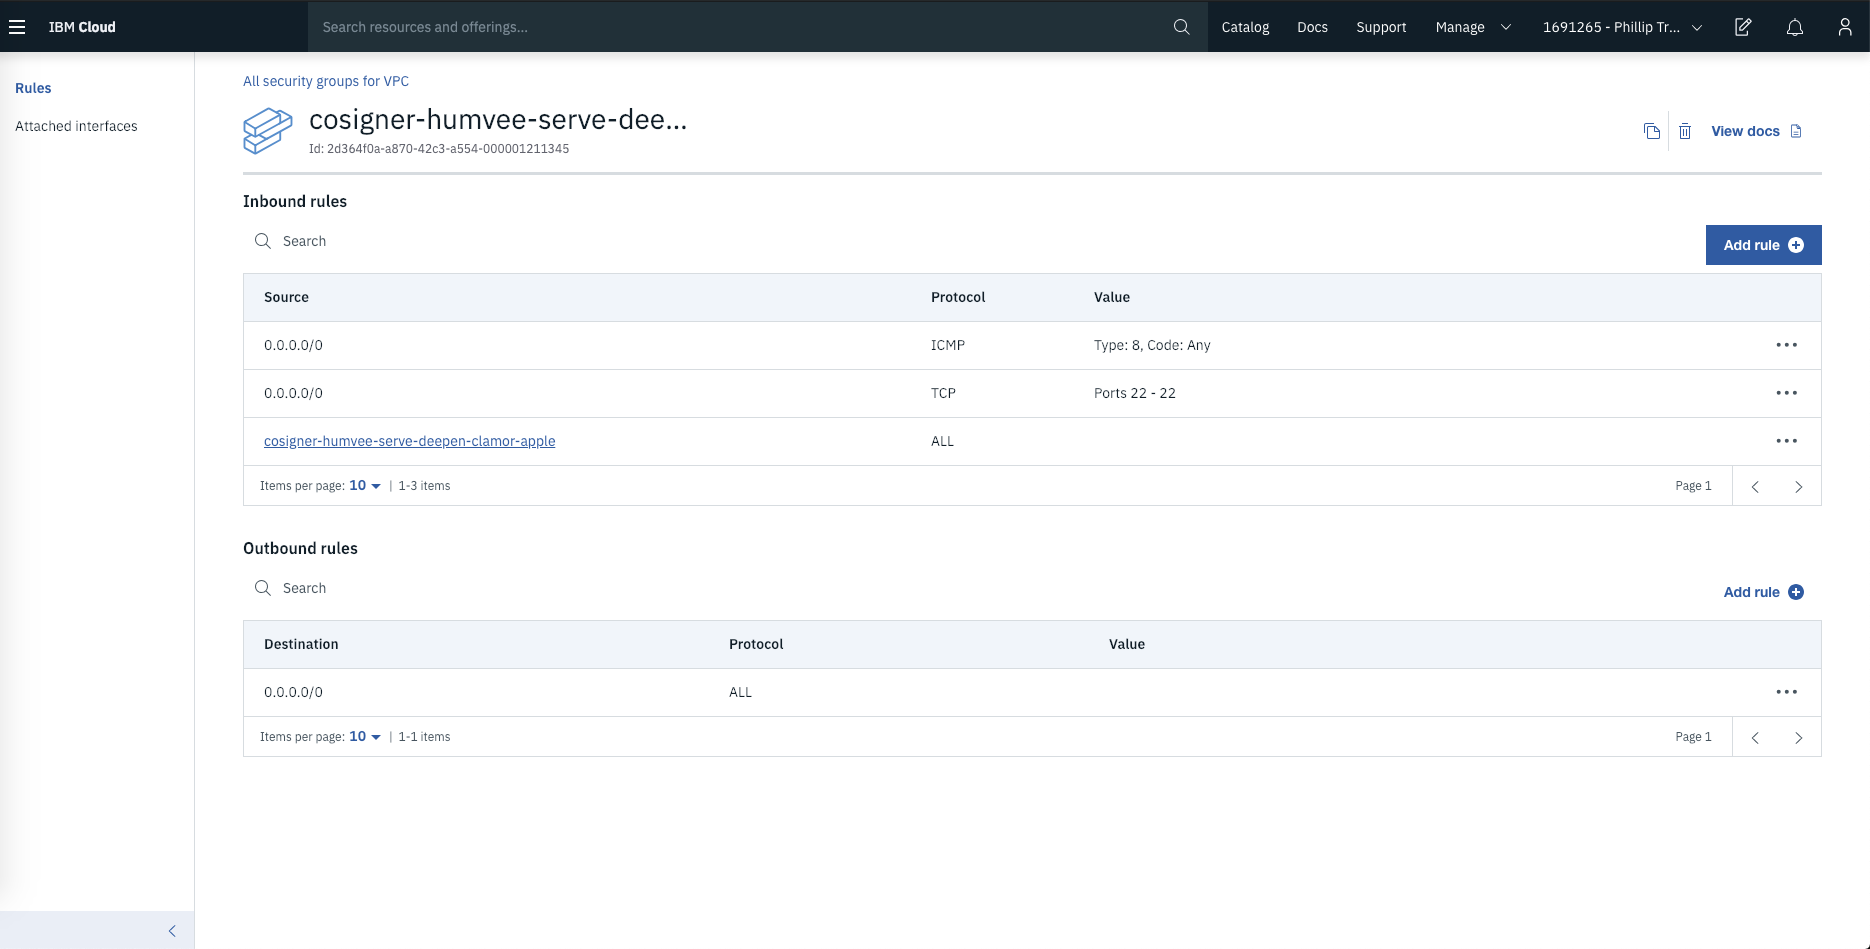 IBM Cloud
Search resources and offerings...
Catalog
Docs
Support
Manage
1691265 - Phillip Tr...
Rules
Attached interfaces
All security groups for VPC
cosigner-humvee-serve-dee...
Id: 2d364f0a-a870-42c3-a554-000001211345
View docs
Inbound rules
Search
Add rule
Source Protocol Value
0.0.0.0/0 ICMP Type: 8, Code: Any
0.0.0.0/0 TCP Ports 22 - 22
cosigner-humvee-serve-deepen-clamor-apple ALL
Items per page: 10 | 1-3 items Page 1
Outbound rules
Search
Add rule
Destination Protocol Value
0.0.0.0/0 ALL
Items per page: 10 | 1-1 items Page 1